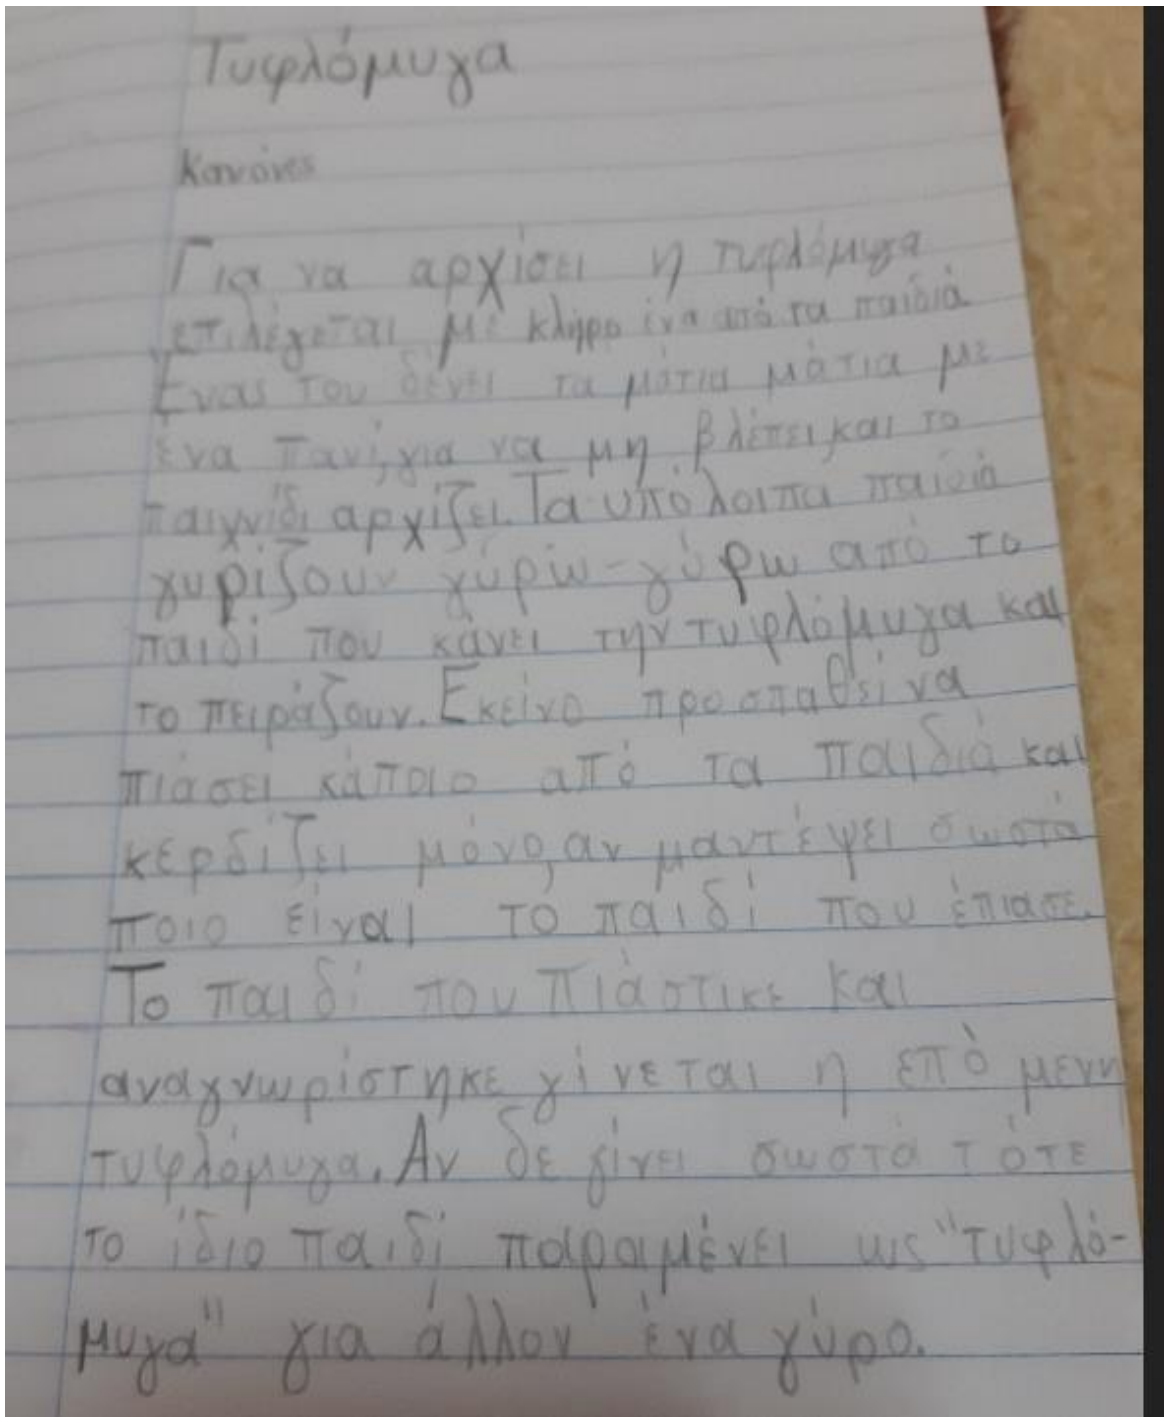 Τυφλόμυγα
Κανόνες
Για να αρχίσει η τυφλόμυγα
επιλέγεται με κλήρο ένα από τα παιδιά
Ένας του δένει τα μάτια μάτια με
ένα πανί, για να μη βλέπει και το
παιχνίδι αρχίζει. Τα υπόλοιπα παιδιά
γυρίζουν γύρω-γύρω από το
παιδί που κάνει την τυφλόμυγα και
το πειράζουν. Εκείνο προσπαθεί να
πιάσει κάποιο από τα παιδιά και
κερδίζει μόνο, αν μαντέψει σωστά
ποιο είναι το παιδί που έπιασε.
Το παιδί που πιάστικε και
αναγνωρίστηκε γίνεται η επόμενη
τυφλόμυγα. Αν δε γίνει σωστά τότε
το ίδιο παιδί παραμένει ως "τυφλό-
μυγα" για άλλον ένα γύρο.